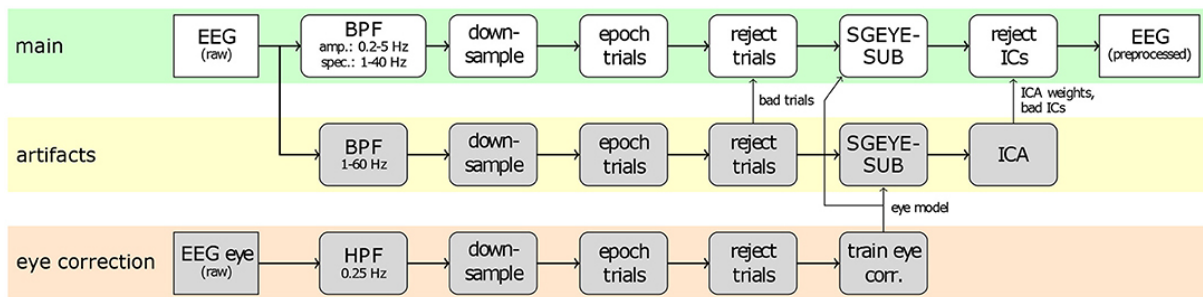 main
EEG
(raw)
BPF
amp.: 0.2-5 Hz
spec.: 1-40 Hz
down-
sample
epoch
trials
reject
trials
SGEYE-
SUB
reject
ICs
EEG
(preprocessed)
bad trials
ICA weights,
bad ICs
artifacts
BPF
1-60 Hz
down-
sample
epoch
trials
reject
trials
SGEYE-
SUB
ICA
eye model
eye correction
EEG eye
(raw)
HPF
0.25 Hz
down-
sample
epoch
trials
reject
trials
train eye
corr.